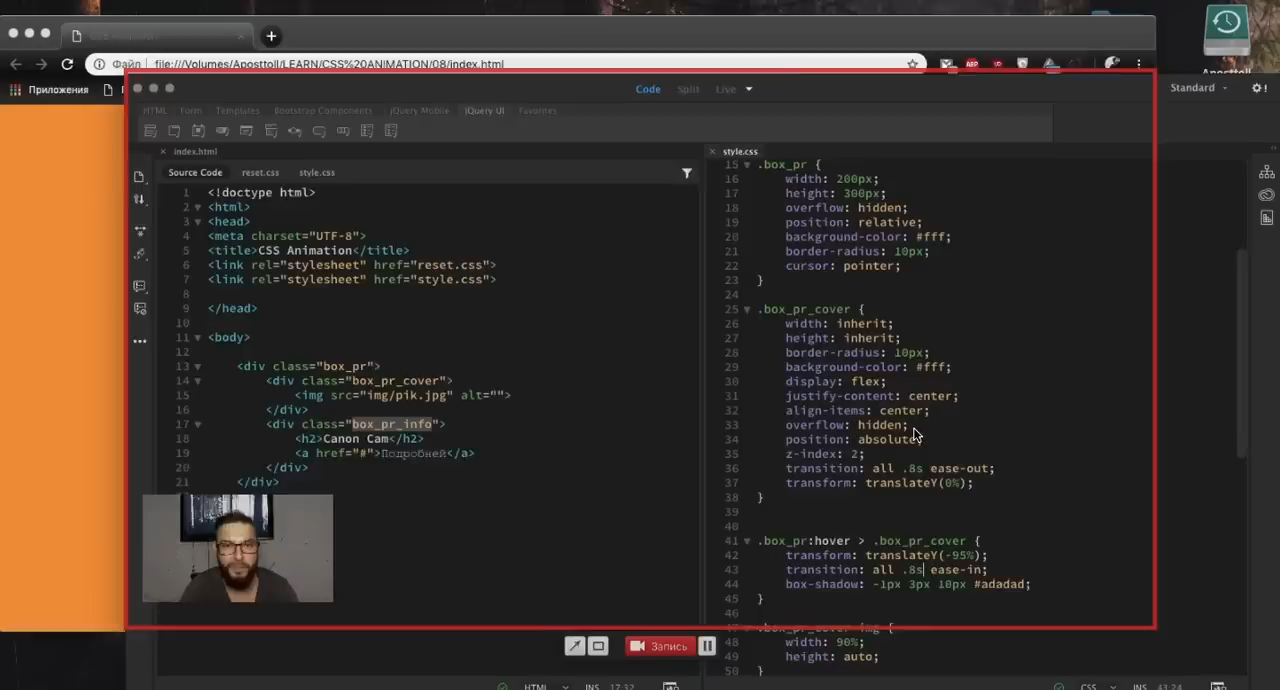 Файл
file:///Volumes/Aposttoll/LEARN/CSS%20ANIMATION/08/index.html
Приложения
Aposttoll
Code Split Live
Standard
HTML Form Templates Bootstrap Components jQuery Mobile jQuery UI Favorites
index.html
Source Code reset.css style.css
1 <!doctype html>
2 <html>
3 <head>
4 <meta charset="UTF-8">
5 <title>CSS Animation</title>
6 <link rel="stylesheet" href="reset.css">
7 <link rel="stylesheet" href="style.css">
8
9 </head>
10
11 <body>
12
13 <div class="box_pr">
14 <div class="box_pr_cover">
15 <img src="img/pik.jpg" alt="">
16 </div>
17 <div class="box_pr_info">
18 <h2>Canon Cam</h2>
19 <a href="#">Подробней</a>
20 </div>
21 </div>
style.css
15 .box_pr {
16 width: 200px;
17 height: 300px;
18 overflow: hidden;
19 position: relative;
20 background-color: #fff;
21 border-radius: 10px;
22 cursor: pointer;
23 }
24
25 .box_pr_cover {
26 width: inherit;
27 height: inherit;
28 border-radius: 10px;
29 background-color: #fff;
30 display: flex;
31 justify-content: center;
32 align-items: center;
33 overflow: hidden;
34 position: absolute;
35 z-index: 2;
36 transition: all .8s ease-out;
37 transform: translateY(0%);
38 }
39
40
41 .box_pr:hover > .box_pr_cover {
42 transform: translateY(-95%);
43 transition: all .8s ease-in;
44 box-shadow: -1px 3px 10px #adadad;
45 }
46
47 .box_pr_cover img {
48 width: 90%;
49 height: auto;
50 }
Запись
HTML INS 17:32
CSS INS 43:24